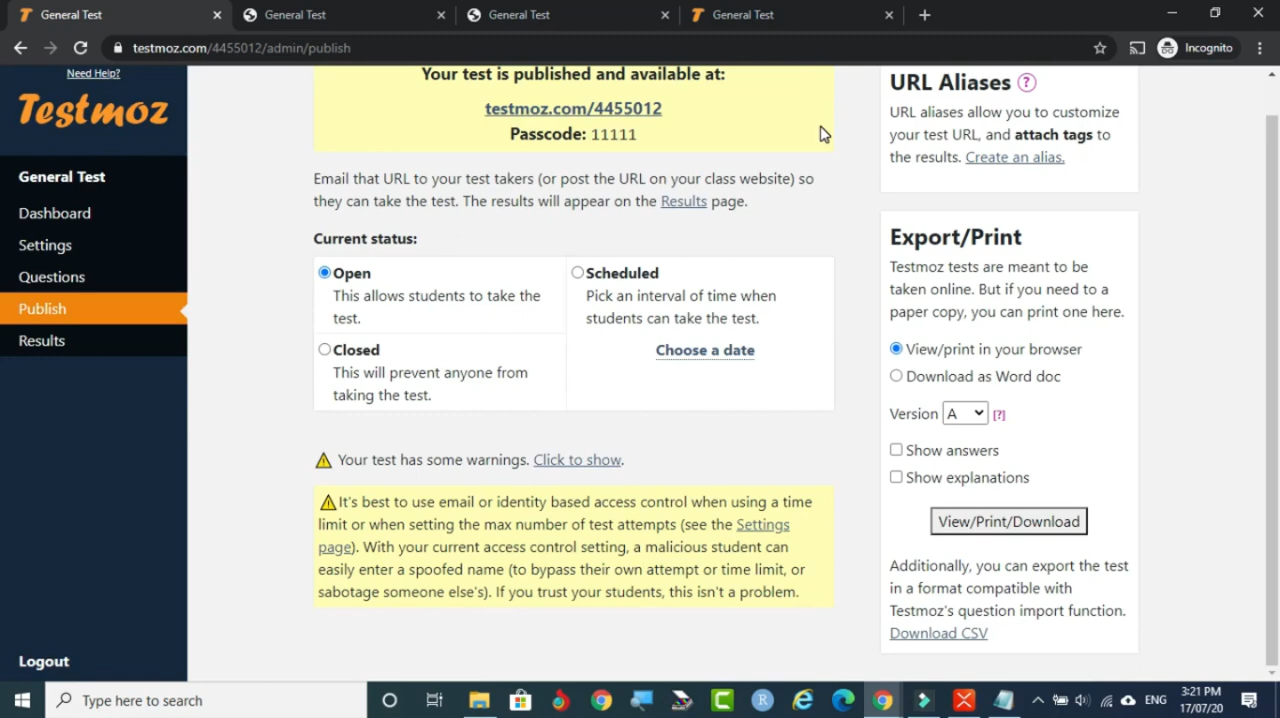 General Test
General Test
General Test
General Test
testmoz.com/4455012/admin/publish
Incognito
Need Help?
Testmoz
General Test
Dashboard
Settings
Questions
Publish
Results
Logout
Your test is published and available at:
testmoz.com/4455012
Passcode: 11111
Email that URL to your test takers (or post the URL on your class website) so
they can take the test. The results will appear on the Results page.
Current status:
Open
This allows students to take the
test.
Closed
This will prevent anyone from
taking the test.
Scheduled
Pick an interval of time when
students can take the test.
Choose a date
Your test has some warnings. Click to show.
It's best to use email or identity based access control when using a time
limit or when setting the max number of test attempts (see the Settings
page). With your current access control setting, a malicious student can
easily enter a spoofed name (to bypass their own attempt or time limit, or
sabotage someone else's). If you trust your students, this isn't a problem.
URL Aliases ?
URL aliases allow you to customize
your test URL, and attach tags to
the results. Create an alias.
Export/Print
Testmoz tests are meant to be
taken online. But if you need to a
paper copy, you can print one here.
View/print in your browser
Download as Word doc
Version A [?]
Show answers
Show explanations
View/Print/Download
Additionally, you can export the test
in a format compatible with
Testmoz's question import function.
Download CSV
Type here to search
R
ENG
3:21 PM
17/07/20